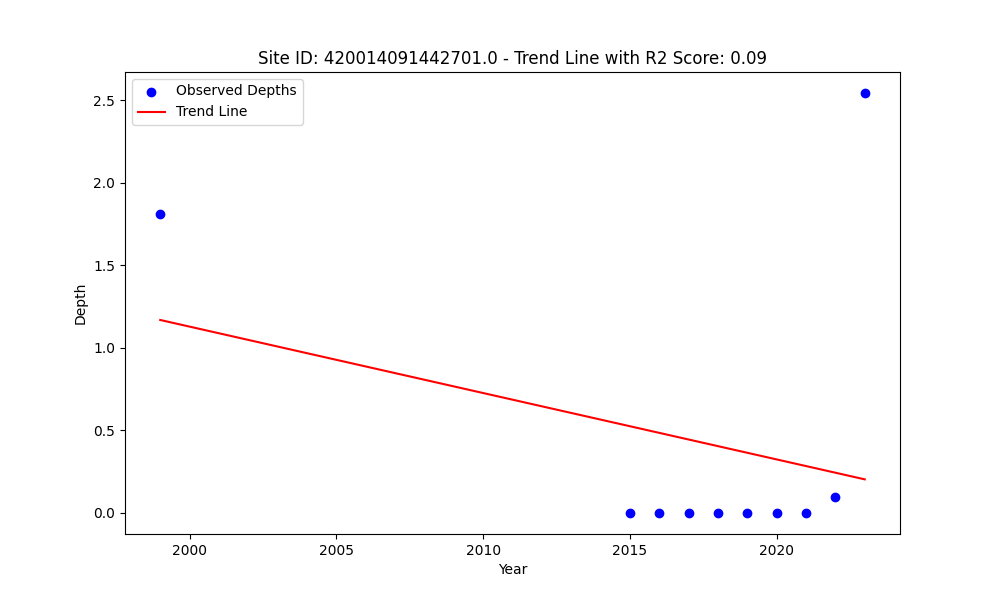 Site ID: 420014091442701.0 - Trend Line with R2 Score: 0.09
Observed Depths
Trend Line
Depth
2.5
2.0
1.5
1.0
0.5
0.0
2000 2005 2010 2015 2020
Year